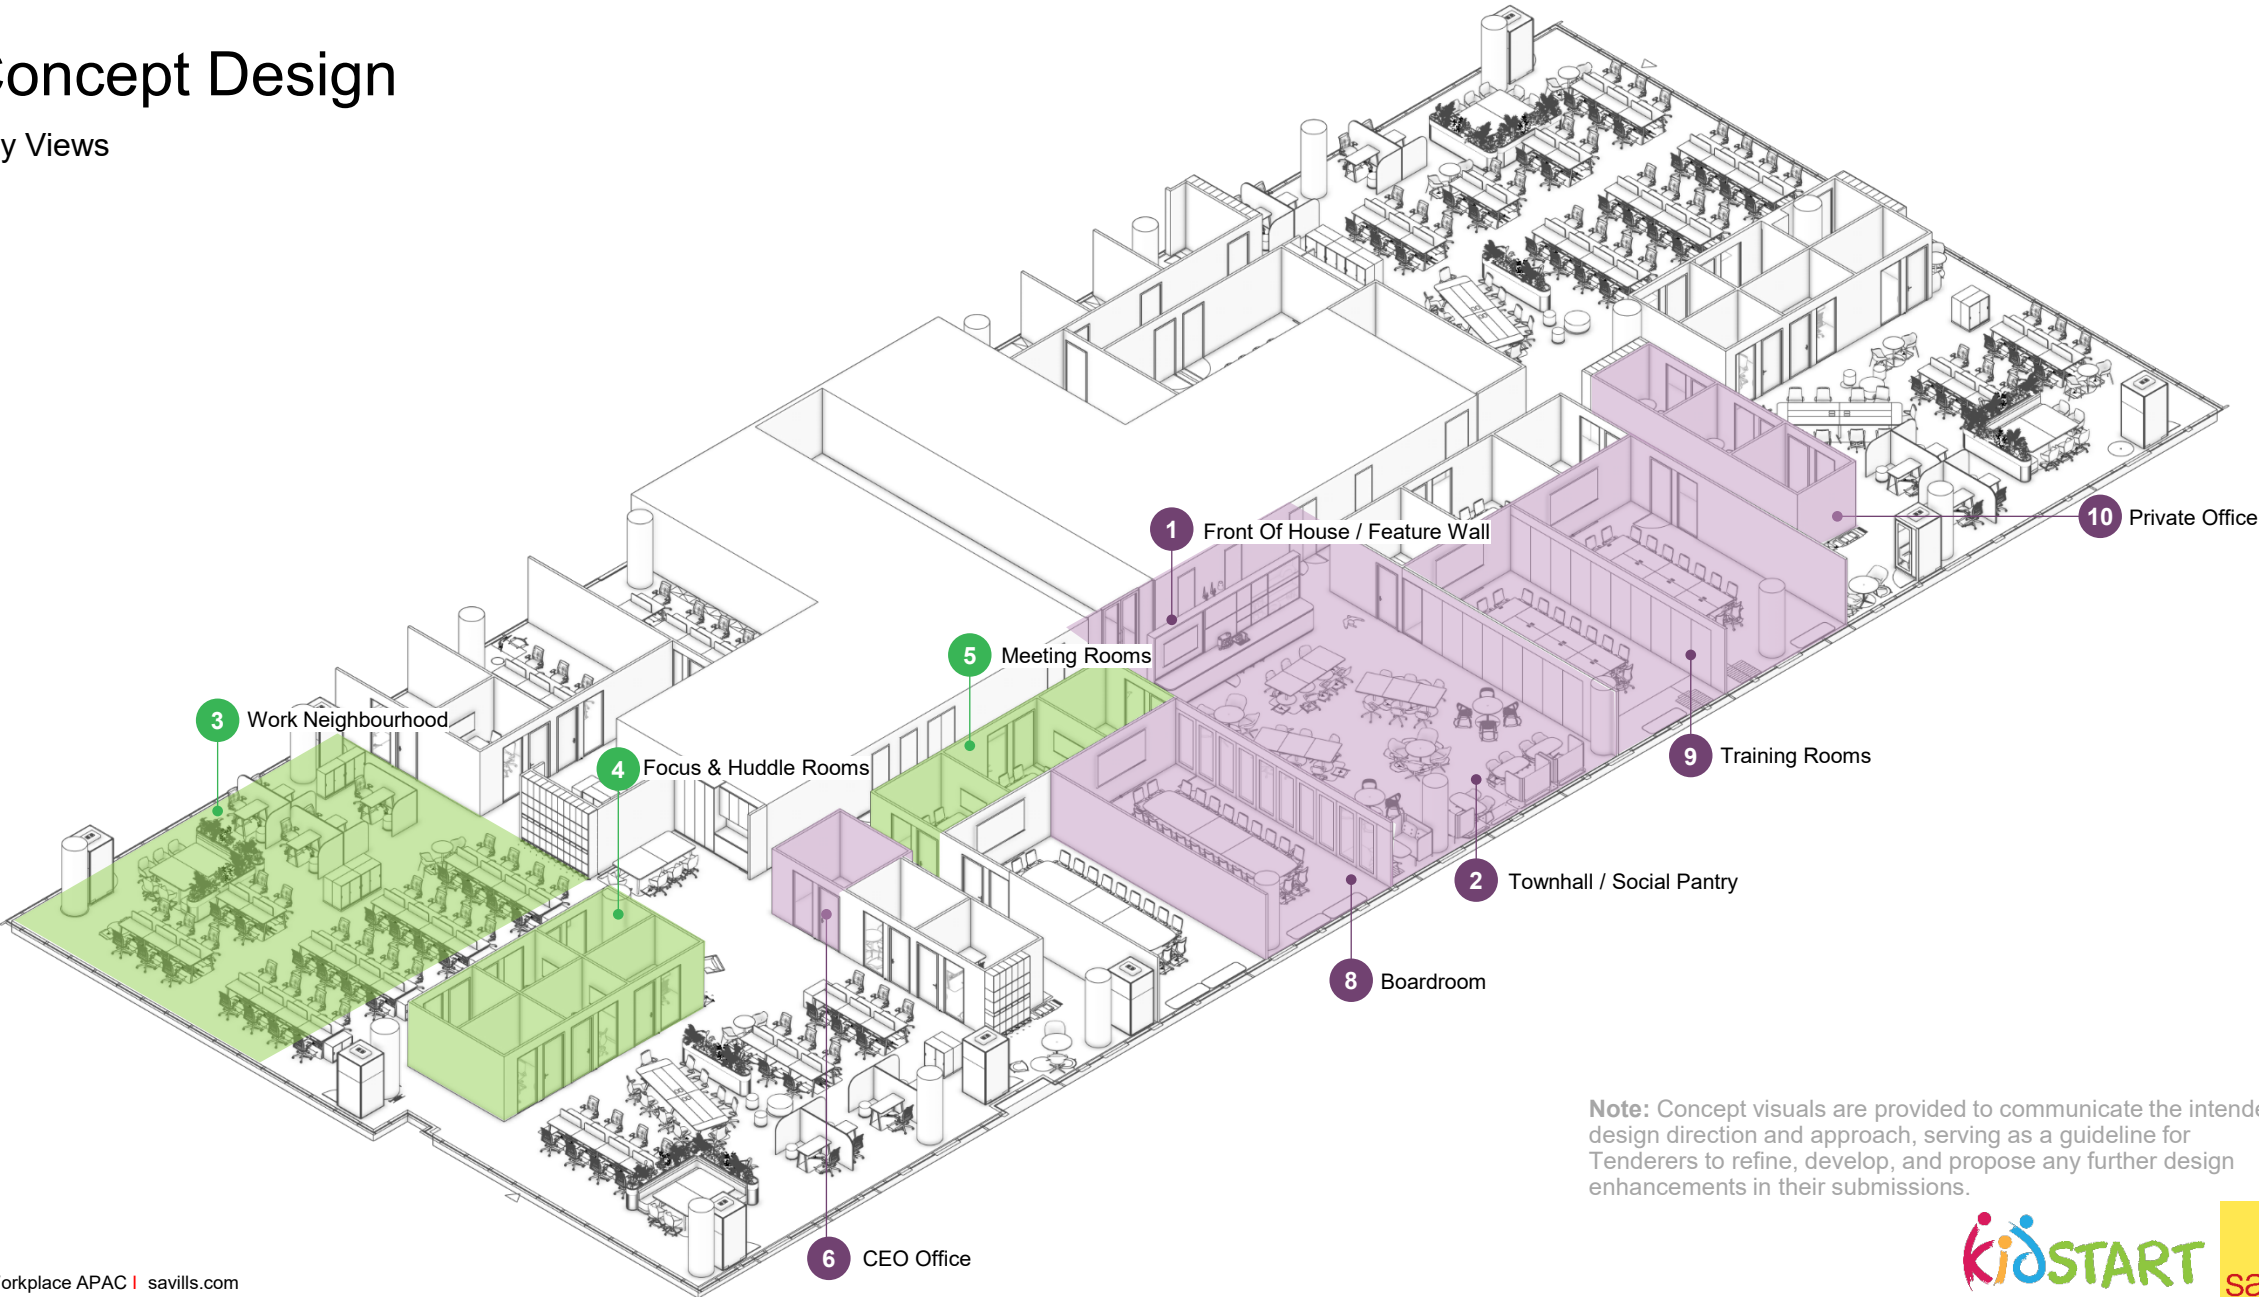 oncept Design
y Views
1 Front Of House / Feature Wall
10 Private Office
5 Meeting Rooms
3 Work Neighbourhood
4 Focus & Huddle Rooms
9 Training Rooms
2 Townhall / Social Pantry
8 Boardroom
6 CEO Office
Note: Concept visuals are provided to communicate the intende
design direction and approach, serving as a guideline for
Tenderers to refine, develop, and propose any further design
enhancements in their submissions.
KidSTART
sa
orkplace APAC | savills.com